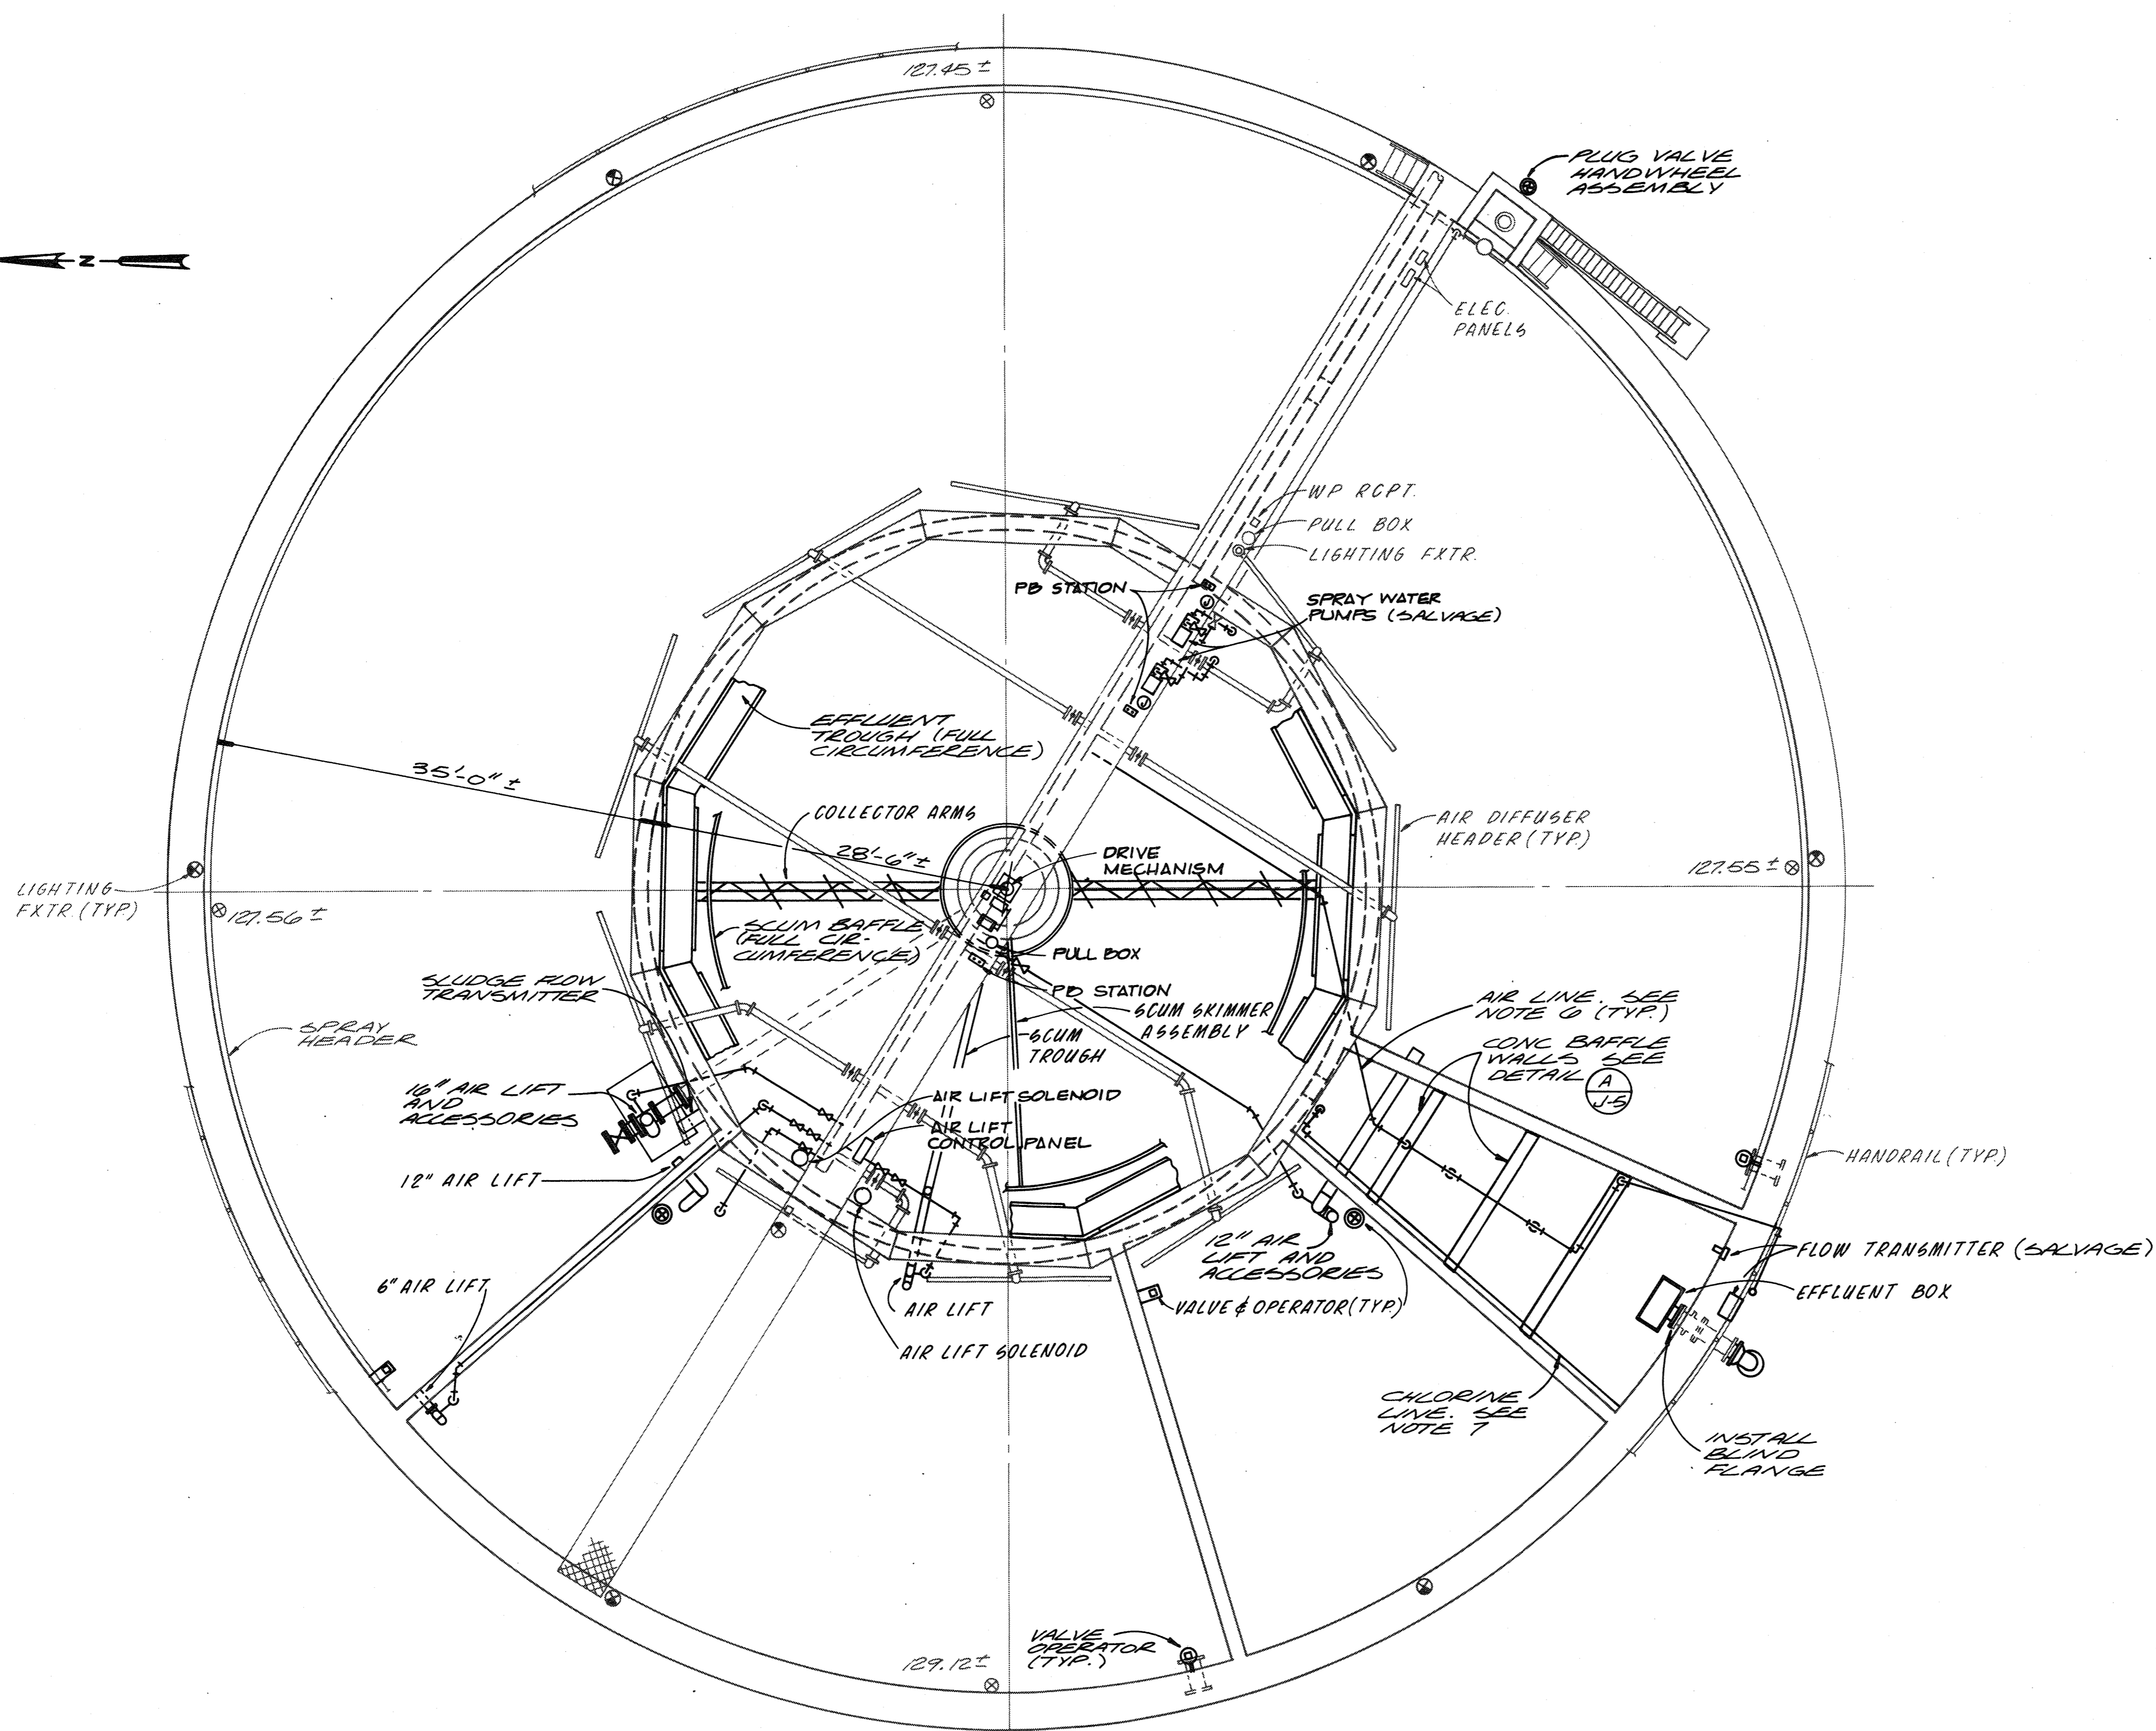 127.45 ±
PLUG VALVE
HANDWHEEL
ASSEMBLY
N
ELEC.
PANELS
WP RCPT.
PULL BOX
LIGHTING FXTR.
PB STATION
SPRAY WATER
PUMPS (SALVAGE)
EFFLUENT
TROUGH (FULL
CIRCUMFERENCE)
35'-0" ±
COLLECTOR ARMS
28'-6" ±
DRIVE
MECHANISM
AIR DIFFUSER
HEADER (TYP.)
127.55 ±
LIGHTING
FXTR. (TYP.)
127.56 ±
SCUM BAFFLE
(FULL CIR-
CUMFERENCE)
PULL BOX
SLUDGE FLOW
TRANSMITTER
PB STATION
SCUM SKIMMER
ASSEMBLY
SCUM
TROUGH
AIR LINE. SEE
NOTE 6 (TYP.)
SPRAY
HEADER
CONC BAFFLE
WALLS SEE
DETAIL
A
J-5
16" AIR LIFT
AND
ACCESSORIES
AIR LIFT SOLENOID
AIR LIFT
CONTROL PANEL
HANDRAIL (TYP.)
12" AIR LIFT
12" AIR
LIFT AND
ACCESSORIES
FLOW TRANSMITTER (SALVAGE)
6" AIR LIFT
EFFLUENT BOX
AIR LIFT
VALVE & OPERATOR (TYP.)
AIR LIFT SOLENOID
CHLORINE
LINE. SEE
NOTE 7
INSTALL
BLIND
FLANGE
VALVE
OPERATOR
(TYP.)
129.12 ±